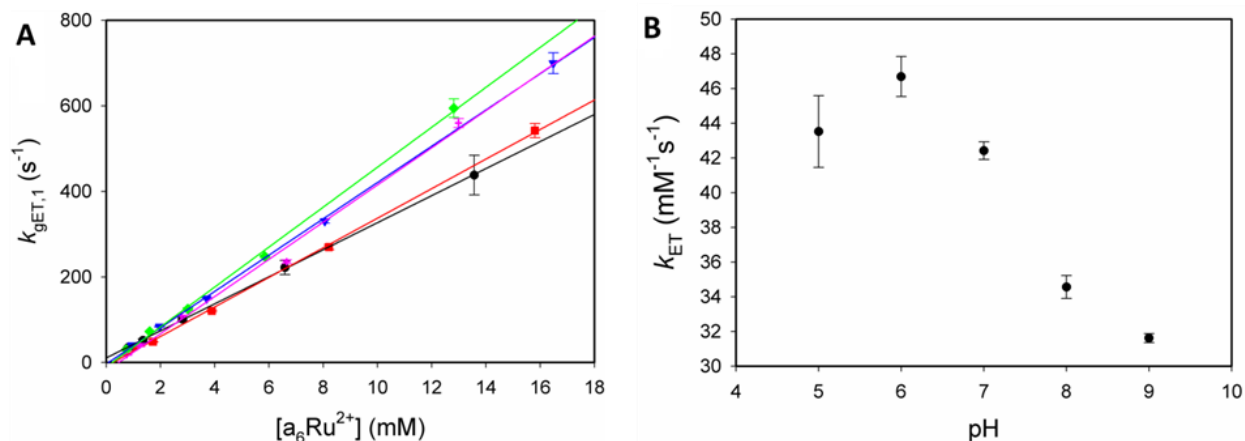 A
800
600
400
200
0
k_gET,1 (s⁻¹)
0 2 4 6 8 10 12 14 16 18
[a₆Ru²⁺] (mM)
B
50
48
46
44
42
40
38
36
34
32
30
k_ET (mM⁻¹s⁻¹)
4 5 6 7 8 9 10
pH